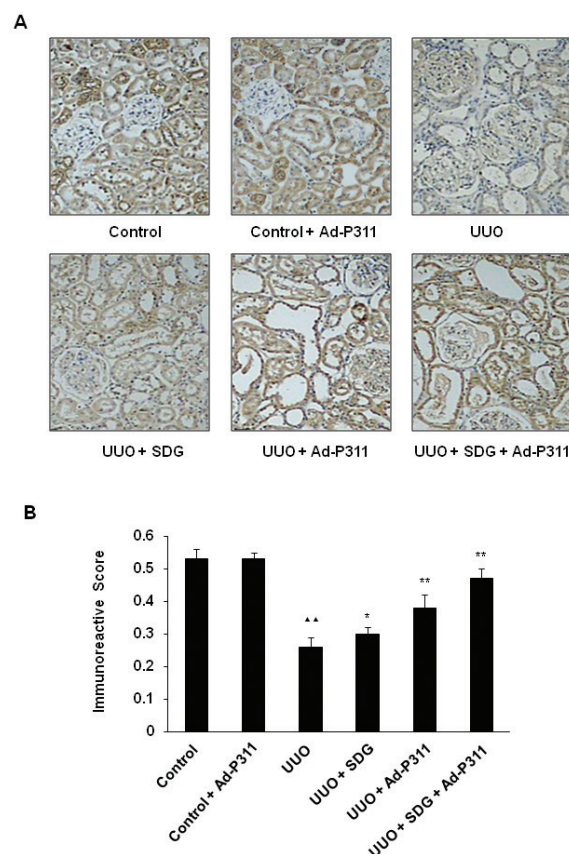 A
Control
Control + Ad-P311
UUO
UUO + SDG
UUO + Ad-P311
UUO + SDG + Ad-P311
B
Immunoreactive Score
0.6
0.5
0.4
0.3
0.2
0.1
0
▲▲
*
**
**
Control
Control + Ad-P311
UUO
UUO + SDG
UUO + Ad-P311
UUO + SDG + Ad-P311